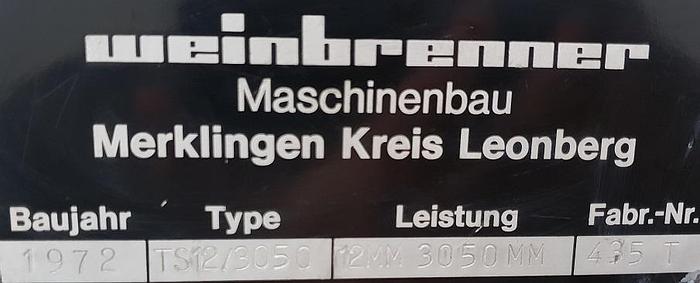 weinbrenner
Maschinenbau
Merklingen Kreis Leonberg
Baujahr Type Leistung Fabr.-Nr.
1972 TS12/3050 12MM 3050MM 435 T